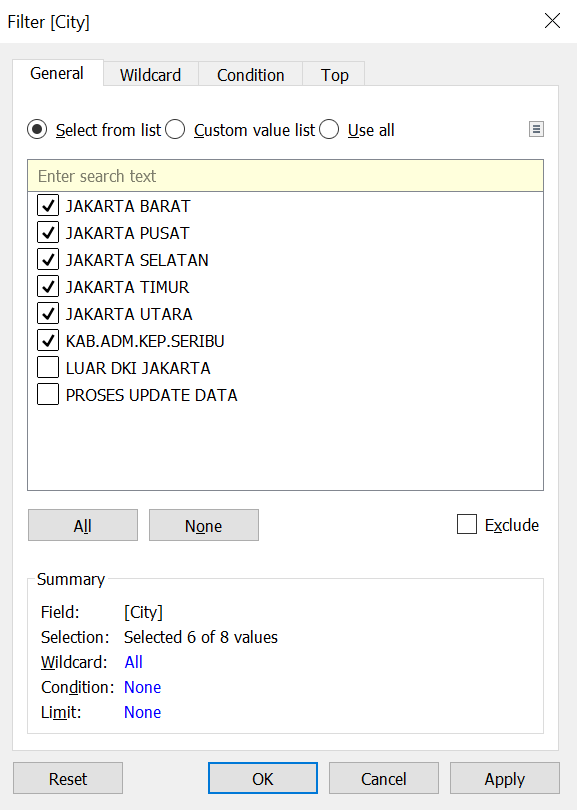 Filter [City]
General Wildcard Condition Top
Select from list Custom value list Use all
Enter search text
JAKARTA BARAT
JAKARTA PUSAT
JAKARTA SELATAN
JAKARTA TIMUR
JAKARTA UTARA
KAB.ADM.KEP.SERIBU
LUAR DKI JAKARTA
PROSES UPDATE DATA
All None Exclude
Summary
Field: [City]
Selection: Selected 6 of 8 values
Wildcard: All
Condition: None
Limit: None
Reset OK Cancel Apply